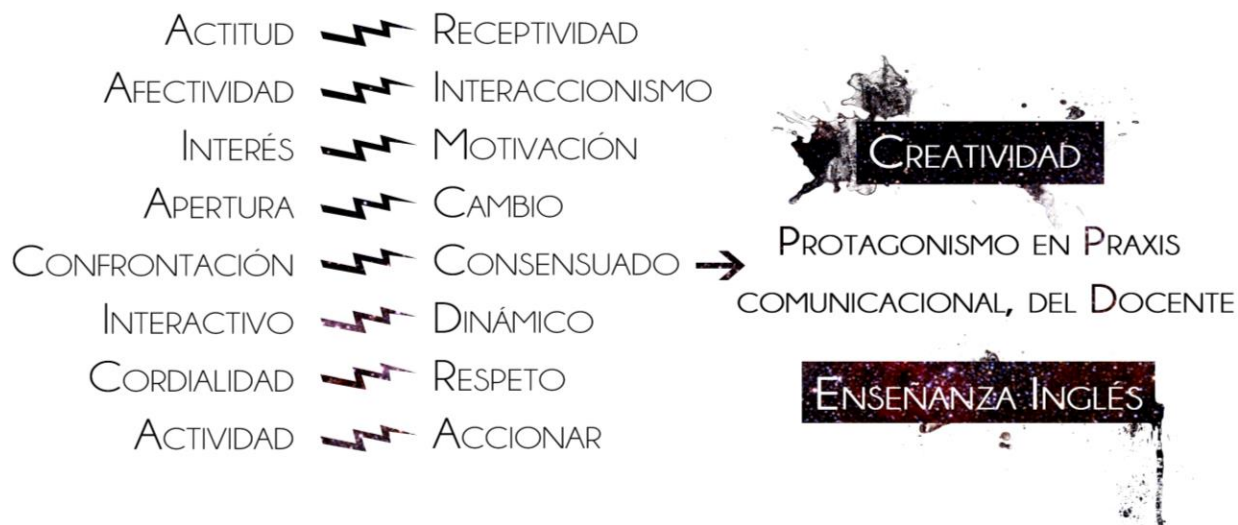 Actitud Receptividad
Afectividad Interaccionismo
Interés Motivación
Apertura Cambio
Confrontación Consensuado
Interactivo Dinámico
Cordialidad Respeto
Actividad Accionar
Creatividad
Protagonismo en Praxis
comunicacional, del Docente
Enseñanza Inglés